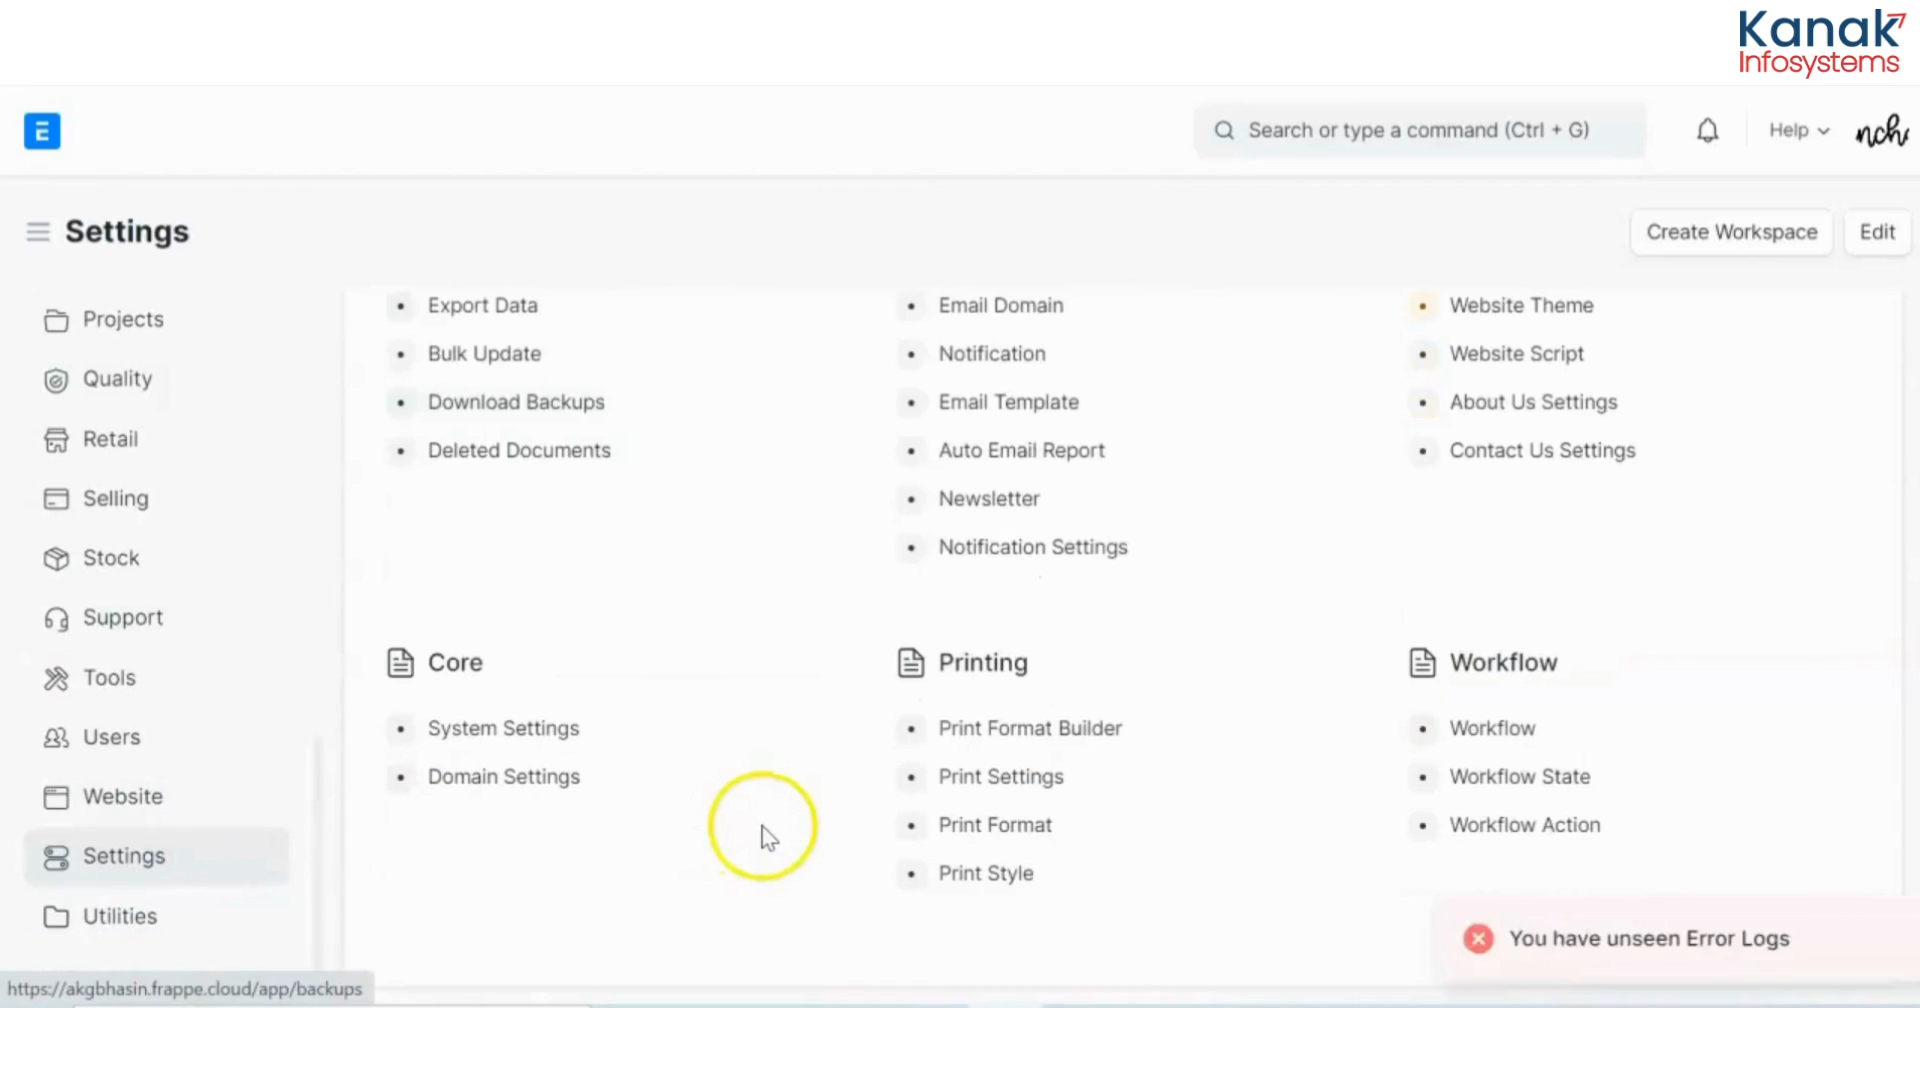 Kanak
Infosystems
E
Search or type a command (Ctrl + G)
Help
nch
Settings
Create Workspace
Edit
Projects
Quality
Retail
Selling
Stock
Support
Tools
Users
Website
Settings
Utilities
Export Data
Bulk Update
Download Backups
Deleted Documents
Email Domain
Notification
Email Template
Auto Email Report
Newsletter
Notification Settings
Website Theme
Website Script
About Us Settings
Contact Us Settings
Core
System Settings
Domain Settings
Printing
Print Format Builder
Print Settings
Print Format
Print Style
Workflow
Workflow
Workflow State
Workflow Action
You have unseen Error Logs
https://akgbhasin.frappe.cloud/app/backups